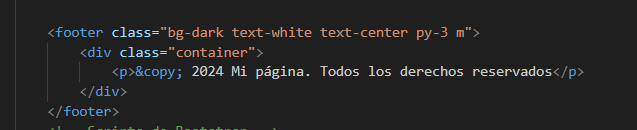 <footer class="bg-dark text-white text-center py-3 m">
<div class="container">
<p>&copy; 2024 Mi página. Todos los derechos reservados</p>
</div>
</footer>